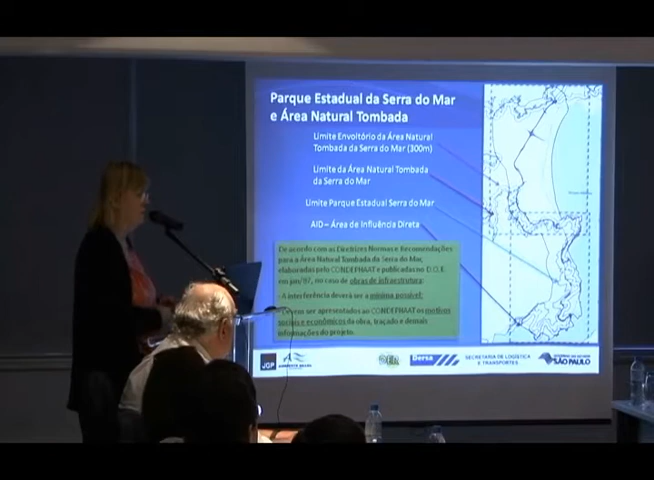 Parque Estadual da Serra do Mar
e Área Natural Tombada
Limite Envoltório da Área Natural
Tombada da Serra do Mar (300m)
Limite da Área Natural Tombada
da Serra do Mar
Limite Parque Estadual Serra do Mar
AID – Área de Influência Direta
De acordo com as Diretrizes Normas e Recomendações
para a Área Natural Tombada da Serra do Mar,
elaboradas pelo CONDEPHAAT e publicadas no D.O.E
em jan/97, no caso de obras de infraestrutura:
- A interferência deverá ser a mínima possível;
- Deverão ser apresentados ao CONDEPHAAT os motivos
sociais e econômicos da obra, traçado e demais
informações do projeto.
JGP
Dersa
SECRETARIA DE LOGÍSTICA
E TRANSPORTES
SÃO PAULO